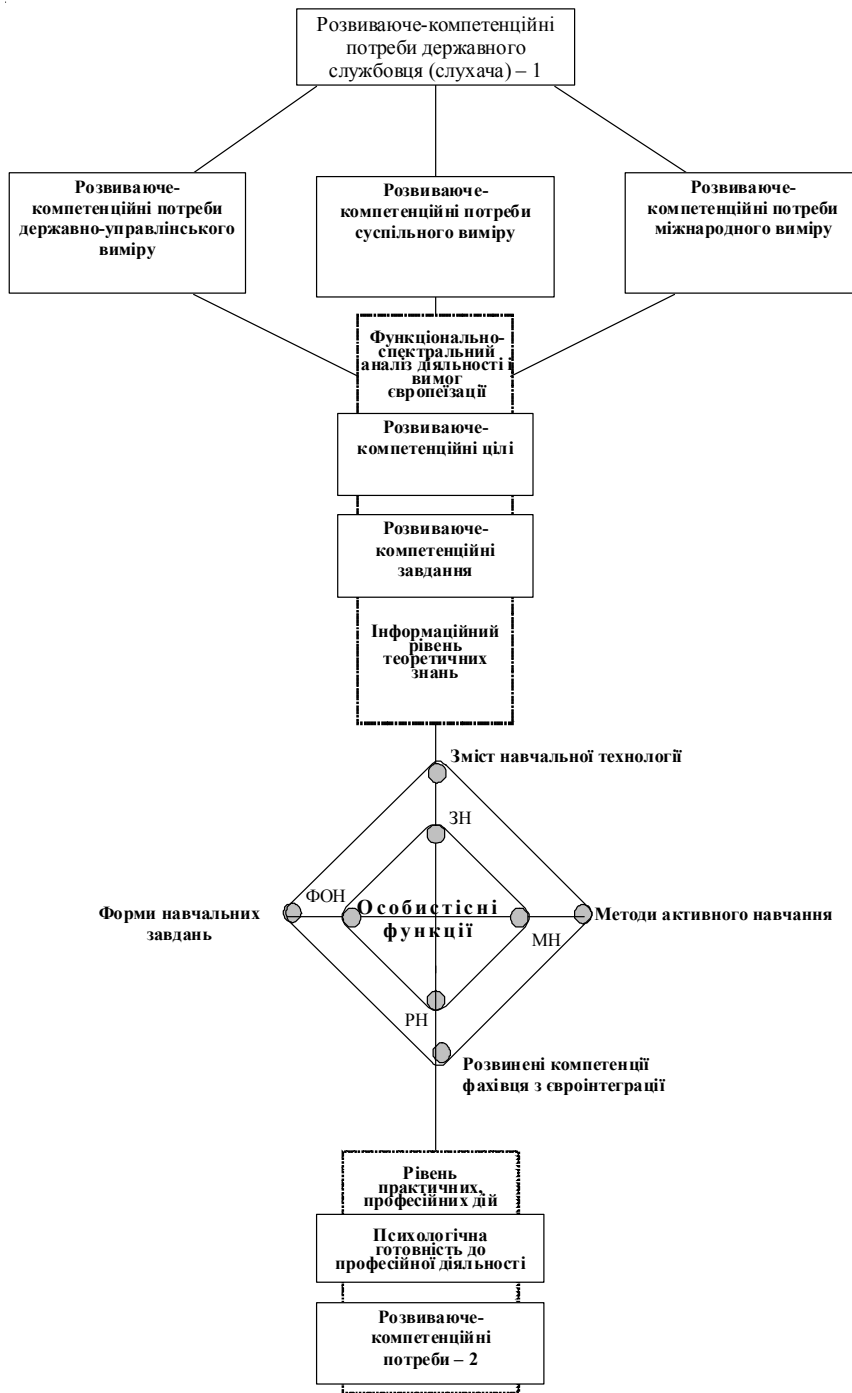 Розвиваюче-компетенційні
потреби державного
службовця (слухача) – 1
Розвиваюче-
компетенційні потреби
державно-управлінського
виміру
Розвиваюче-
компетенційні потреби
суспільного виміру
Розвиваюче-
компетенційні потреби
міжнародного виміру
Функціонально-
спектральний
аналіз діяльності і
вимог
європеїзації
Розвиваюче-
компетенційні цілі
Розвиваюче-
компетенційні
завдання
Інформаційний
рівень
теоретичних
знань
Зміст навчальної технології
ЗН
ФОН
Форми навчальних
завдань
Особистісні
функції
Методи активного навчання
МН
РН
Розвинені компетенції
фахівця з євроінтеграції
Рівень
практичних,
професійних дій
Психологічна
готовність до
професійної діяльності
Розвиваюче-
компетенційні
потреби – 2